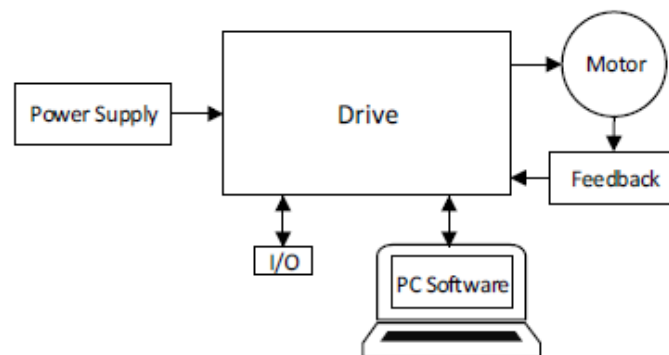 Motor
Power Supply
Drive
Feedback
I/O
PC Software